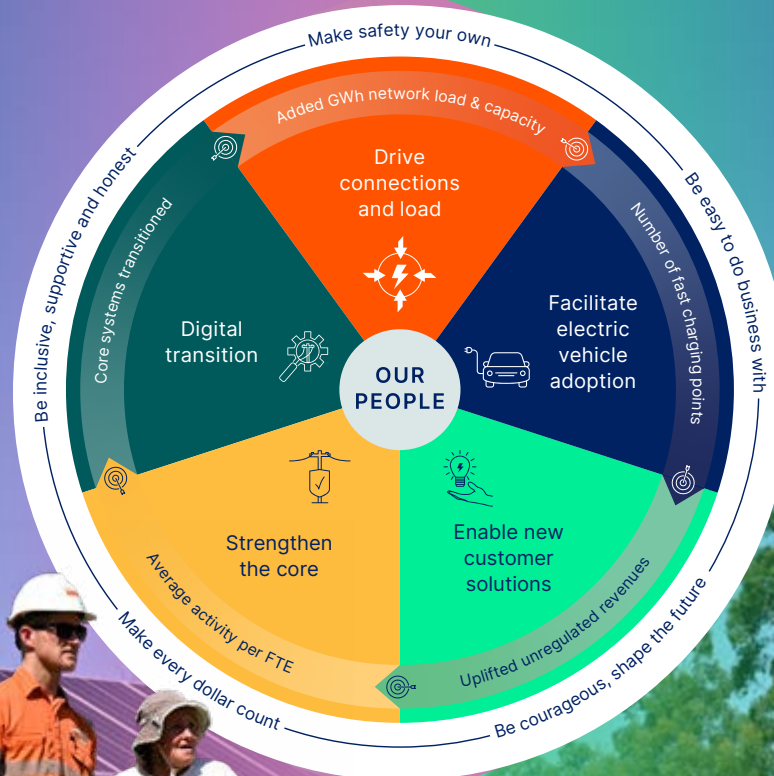 Make safety your own
Added GWh network load & capacity
Drive
connections
and load
Be easy to do business with
Number of fast charging points
Facilitate
electric
vehicle
adoption
Be courageous, shape the future
Uplifted unregulated revenues
Enable new
customer
solutions
Make every dollar count
Average activity per FTE
Strengthen
the core
Be inclusive, supportive and honest
Core systems transitioned
Digital
transition
OUR
PEOPLE